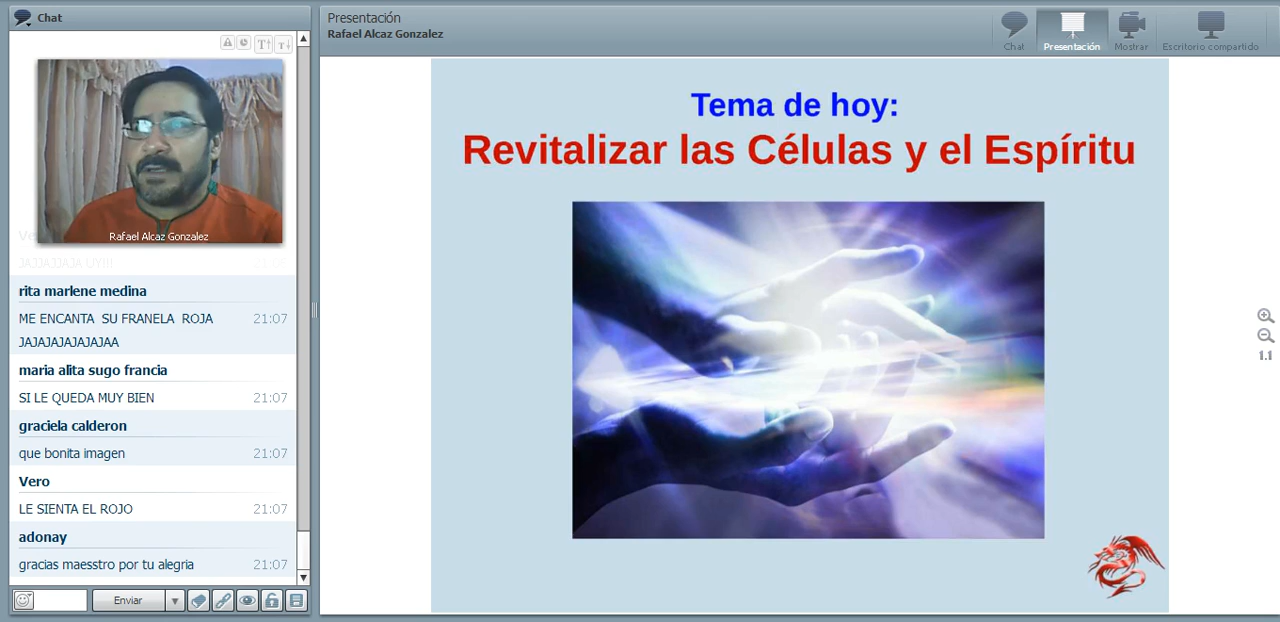 Chat
Rafael Alcaz Gonzalez
JAJJAJJAJA UY!!!
rita marlene medina
ME ENCANTA SU FRANELA ROJA 21:07
JAJAJAJAJAJAA
maria alita sugo francia
SI LE QUEDA MUY BIEN 21:07
graciela calderon
que bonita imagen 21:07
Vero
LE SIENTA EL ROJO 21:07
adonay
gracias maesstro por tu alegria 21:07
Enviar
Presentación
Rafael Alcaz Gonzalez
Chat
Presentación
Mostrar
Escritorio compartido
Tema de hoy:
Revitalizar las Células y el Espíritu
1.1